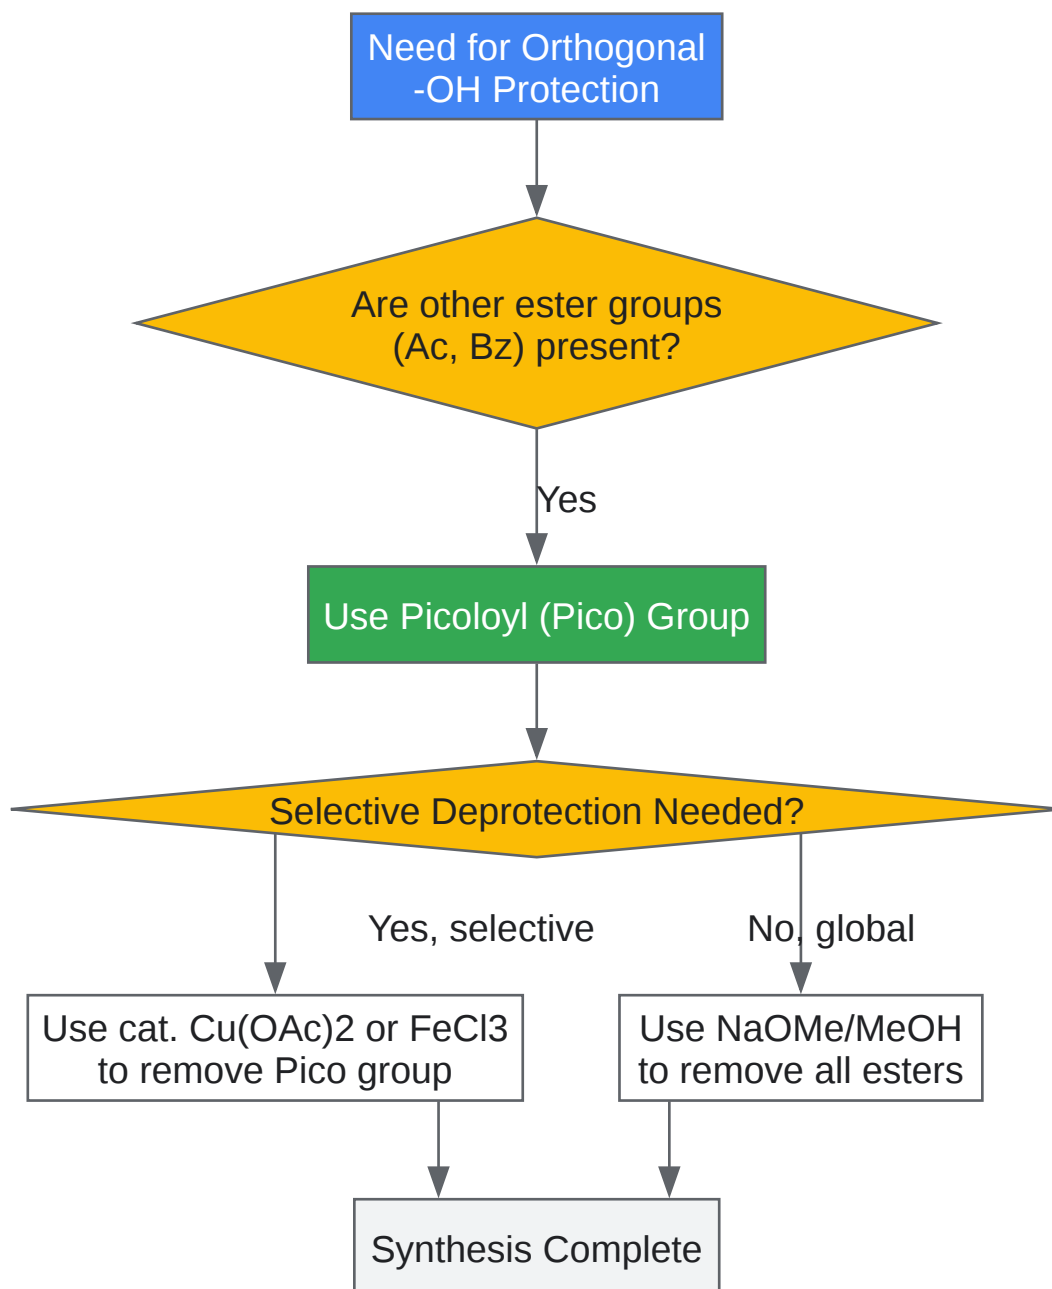 Need for Orthogonal
-OH Protection
Are other ester groups
(Ac, Bz) present?
Yes
Use Picoloyl (Pico) Group
Selective Deprotection Needed?
Yes, selective
No, global
Use cat. Cu(OAc)2 or FeCl3
to remove Pico group
Use NaOMe/MeOH
to remove all esters
Synthesis Complete